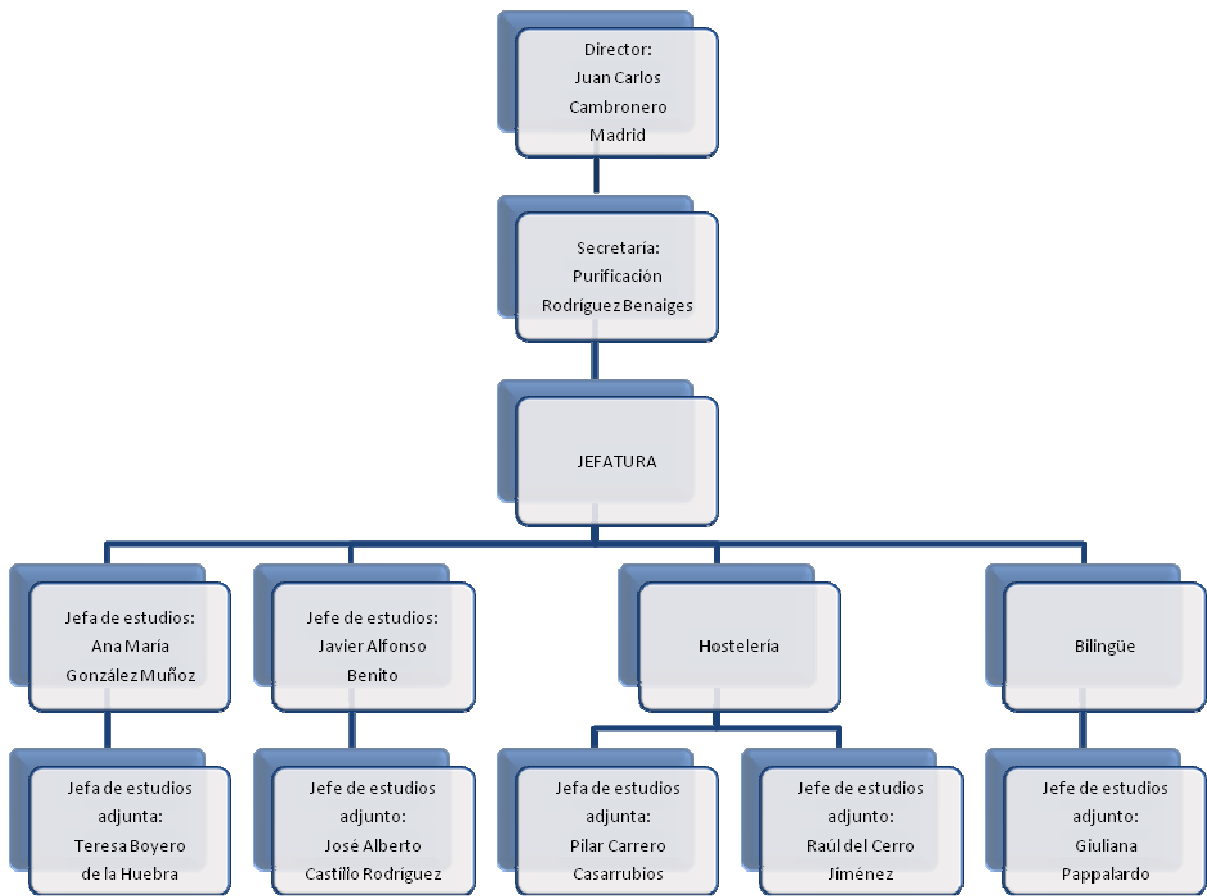 Director:
Juan Carlos
Cambronero
Madrid
Secretaría:
Purificación
Rodríguez Benaiges
JEFATURA
Jefa de estudios:
Ana María
González Muñoz
Jefe de estudios:
Javier Alfonso
Benito
Hostelería
Bilingüe
Jefa de estudios
adjunta:
Teresa Boyero
de la Huebra
Jefe de estudios
adjunto:
José Alberto
Castillo Rodríguez
Jefa de estudios
adjunta:
Pilar Carrero
Casarrubios
Jefe de estudios
adjunto:
Raúl del Cerro
Jiménez
Jefe de estudios
adjunto:
Giuliana
Pappalardo